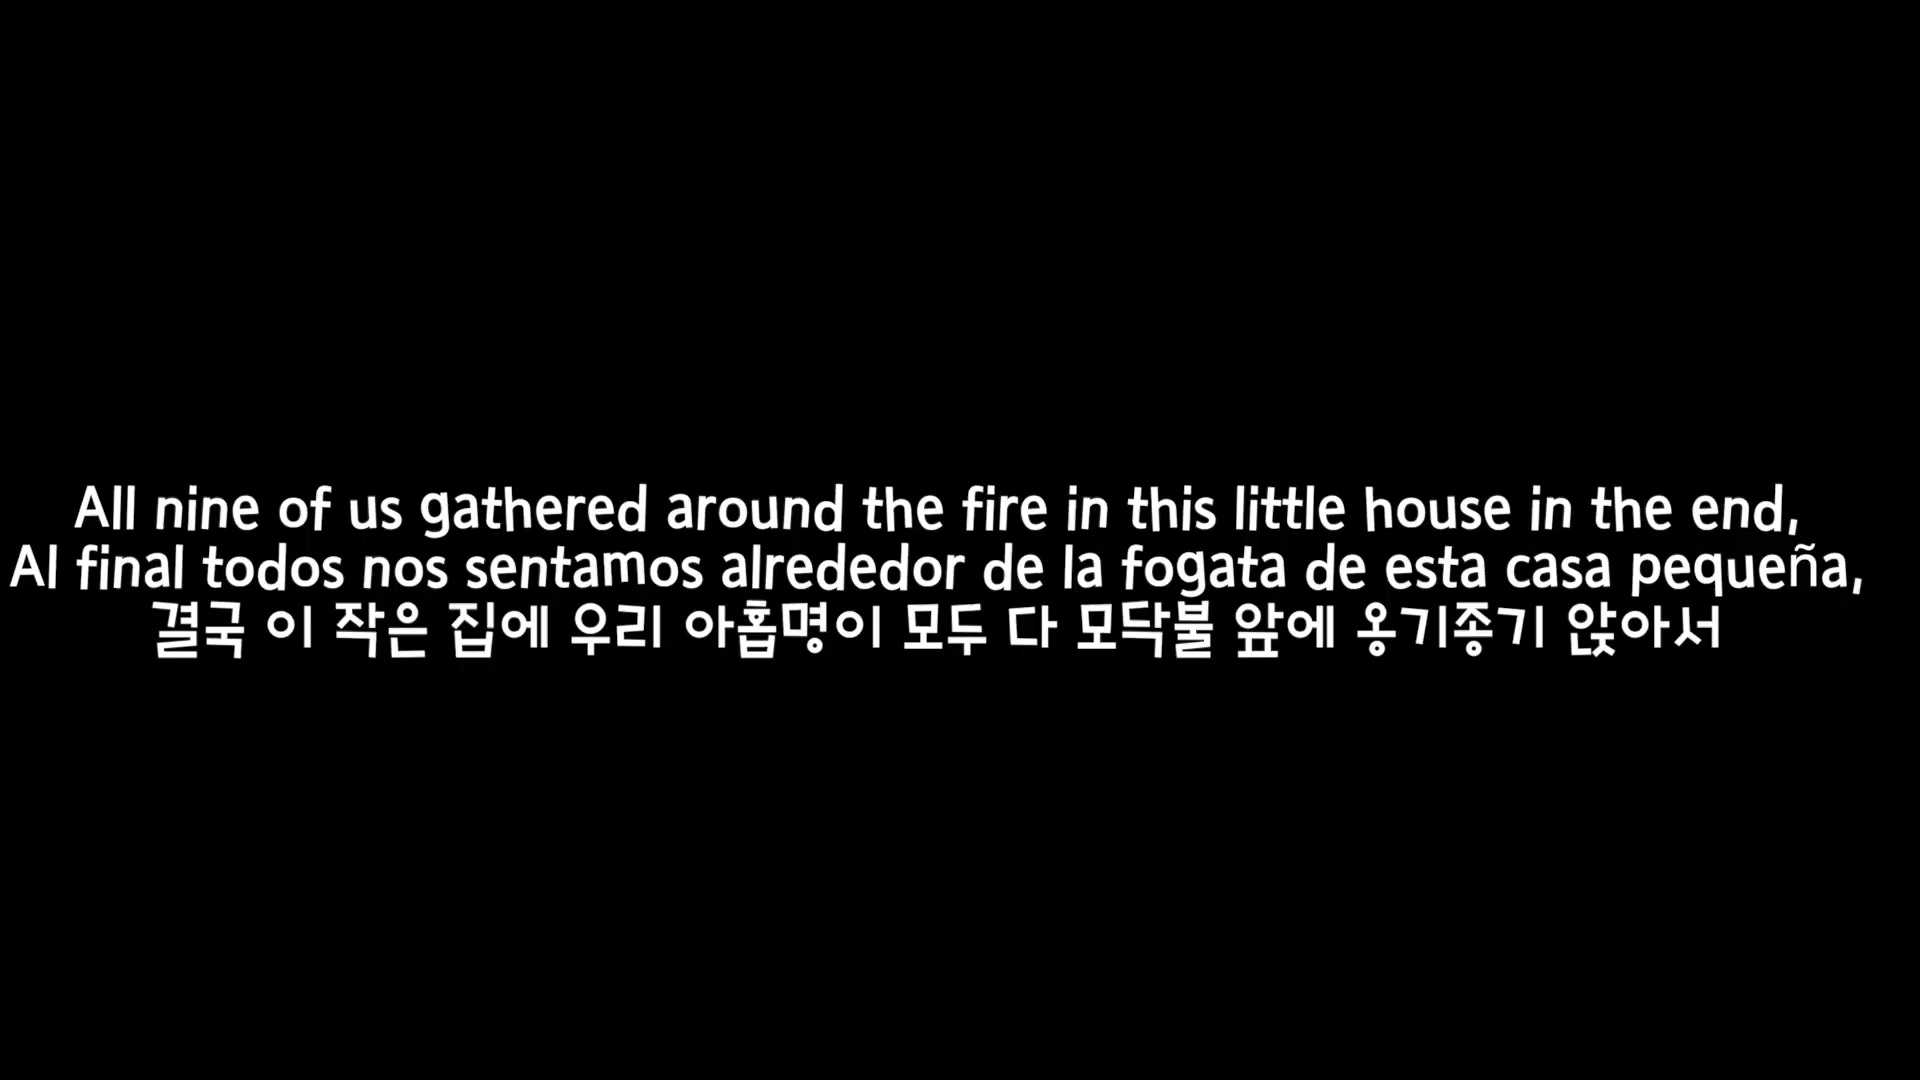 All nine of us gathered around the fire in this little house in the end,
Al final todos nos sentamos alrededor de la fogata de esta casa pequeña,
결국 이 작은 집에 우리 아홉명이 모두 다 모닥불 앞에 옹기종기 앉아서